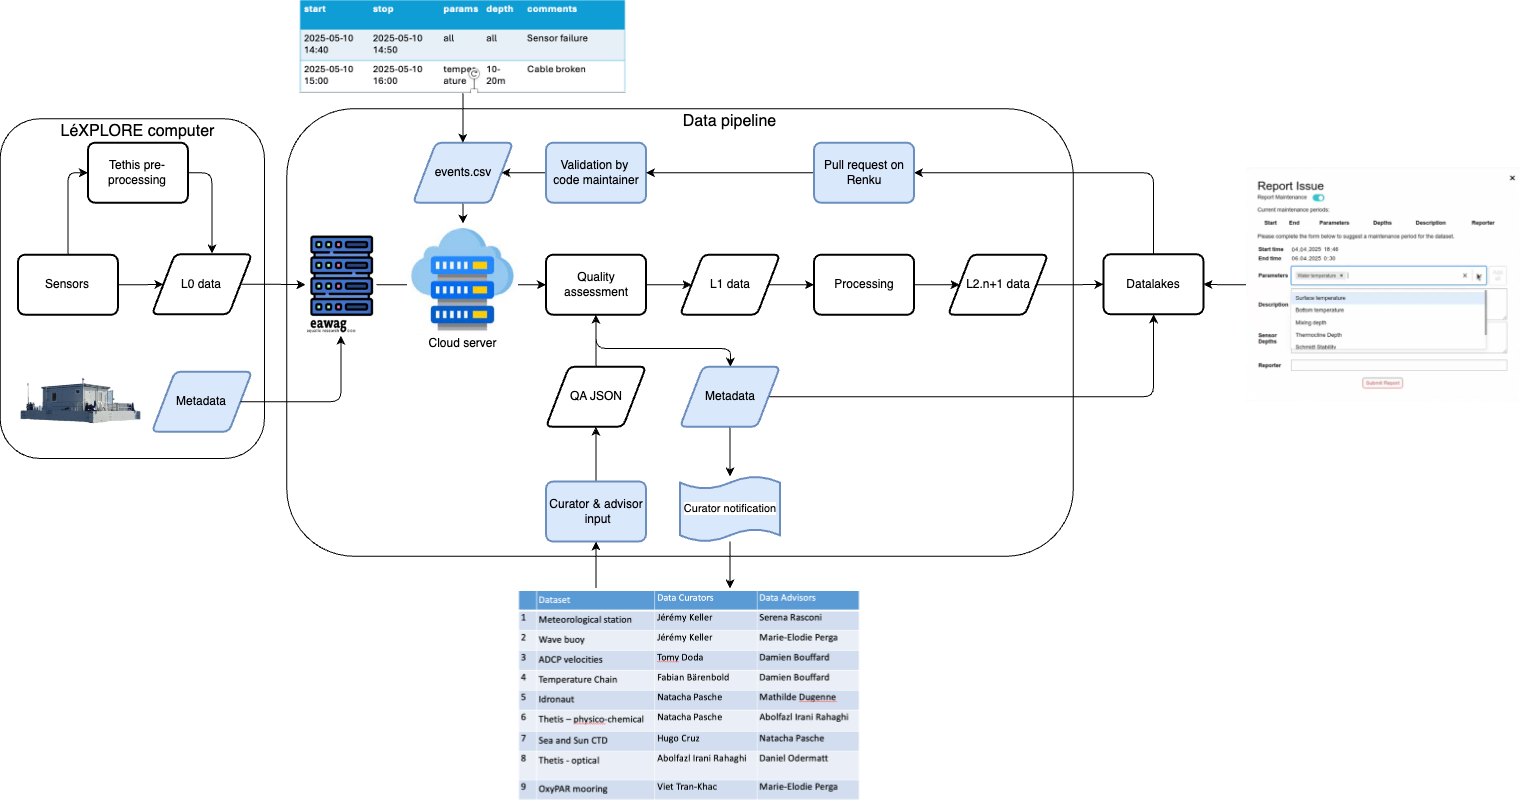 start stop params depth comments
2025-05-10 14:40 2025-05-10 14:50 all all Sensor failure
2025-05-10 15:00 2025-05-10 16:00 temperature 10-20m Cable broken
LéXPLORE computer
Tethis pre-
processing
Sensors
L0 data
Metadata
Data pipeline
events.csv
Validation by
code maintainer
Pull request on
Renku
eawag
aquatic research
Cloud server
Quality
assessment
L1 data
Processing
L2.n+1 data
Datalakes
QA JSON
Metadata
Curator & advisor
input
Curator notification
Report Issue
Report Maintenance
Current maintenance periods:
Start End Parameters Depths Description Reporter
Please complete the form below to suggest a maintenance period for the dataset.
Start time 04.04.2025 16:46
End time 06.04.2025 0:30
Parameters Water temperature
Surface temperature
Description
Bottom temperature
Mixing depth
Sensor
Depths
Thermocline Depth
Schmidt Stability
Reporter
Submit Report
Dataset Data Curators Data Advisors
1 Meteorological station Jérémy Keller Serena Rasconi
2 Wave buoy Jérémy Keller Marie-Elodie Perga
3 ADCP velocities Tomy Doda Damien Bouffard
4 Temperature Chain Fabian Bärenbold Damien Bouffard
5 Idronaut Natacha Pasche Mathilde Dugenne
6 Thetis – physico-chemical Natacha Pasche Abolfazl Irani Rahaghi
7 Sea and Sun CTD Hugo Cruz Natacha Pasche
8 Thetis - optical Abolfazl Irani Rahaghi Daniel Odermatt
9 OxyPAR mooring Viet Tran-Khac Marie-Elodie Perga